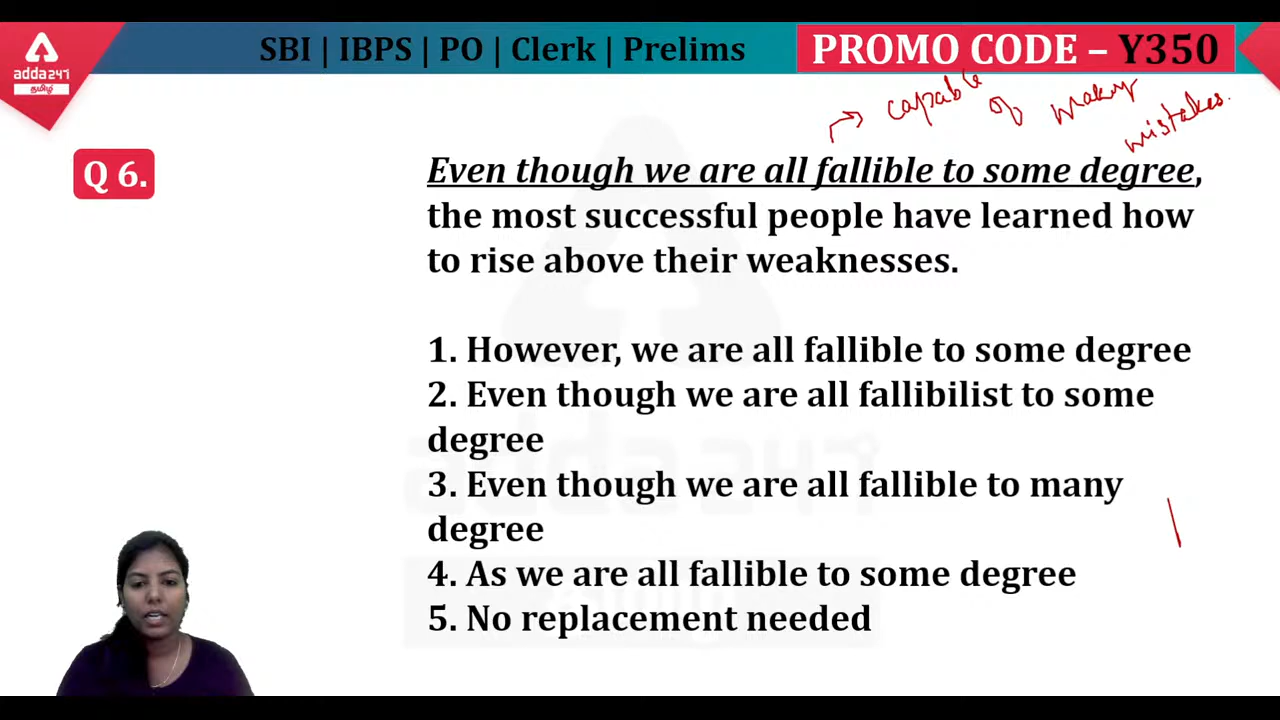 SBI | IBPS | PO | Clerk | Prelims
PROMO CODE – Y350
adda247
தமிழ்
capable of making mistakes.
Q 6.
Even though we are all fallible to some degree,
the most successful people have learned how
to rise above their weaknesses.
1. However, we are all fallible to some degree
2. Even though we are all fallibilist to some
degree
3. Even though we are all fallible to many
degree
4. As we are all fallible to some degree
5. No replacement needed
adda247